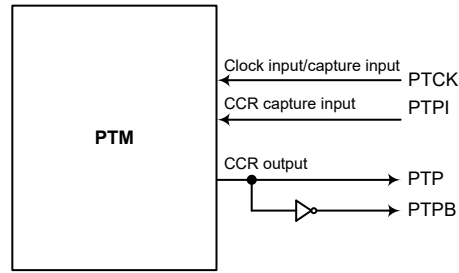 Clock input/capture input
PTCK
CCR capture input
PTPI
PTM
CCR output
PTP
PTPB